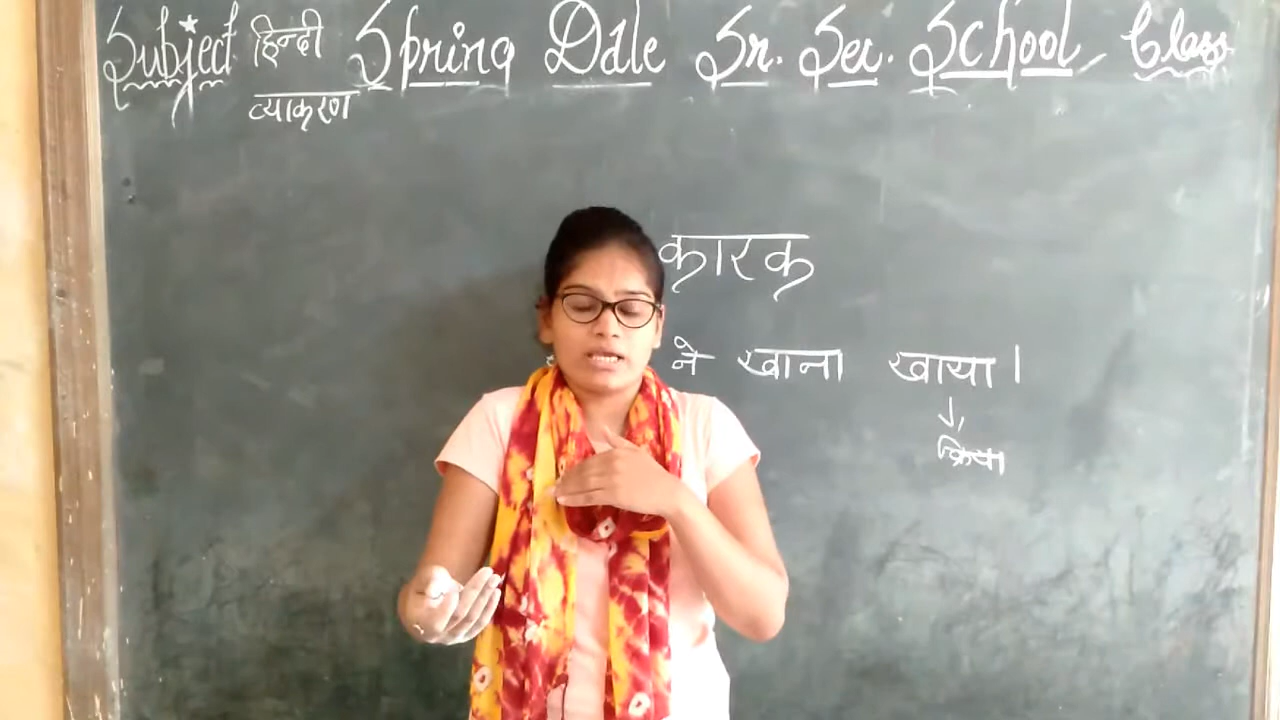 Subject हिन्दी Spring Dale Sr. Sec. School, Class
व्याकरण
कारक
ने खाना खाया।
क्रिया